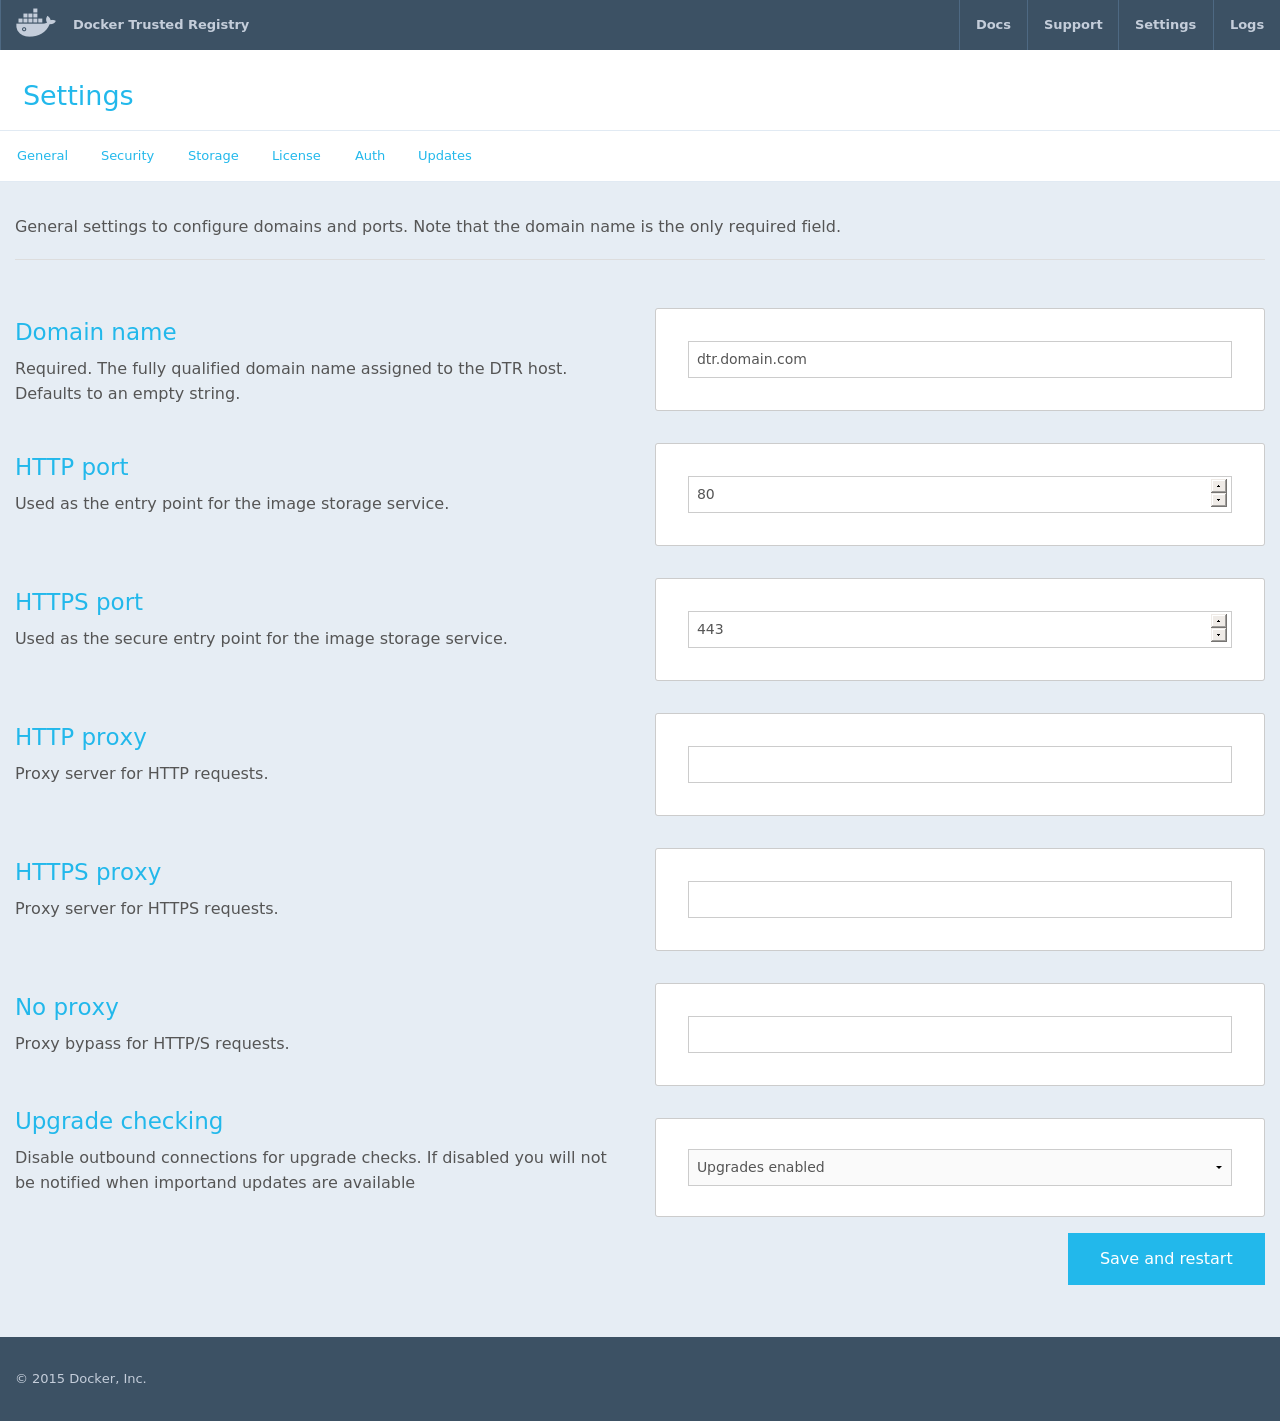 Docker Trusted Registry
Docs
Support
Settings
Logs
Settings
General
Security
Storage
License
Auth
Updates
General settings to configure domains and ports. Note that the domain name is the only required field.
Domain name
Required. The fully qualified domain name assigned to the DTR host.
Defaults to an empty string.
dtr.domain.com
HTTP port
Used as the entry point for the image storage service.
80
HTTPS port
Used as the secure entry point for the image storage service.
443
HTTP proxy
Proxy server for HTTP requests.
HTTPS proxy
Proxy server for HTTPS requests.
No proxy
Proxy bypass for HTTP/S requests.
Upgrade checking
Disable outbound connections for upgrade checks. If disabled you will not
be notified when importand updates are available
Upgrades enabled
Save and restart
© 2015 Docker, Inc.